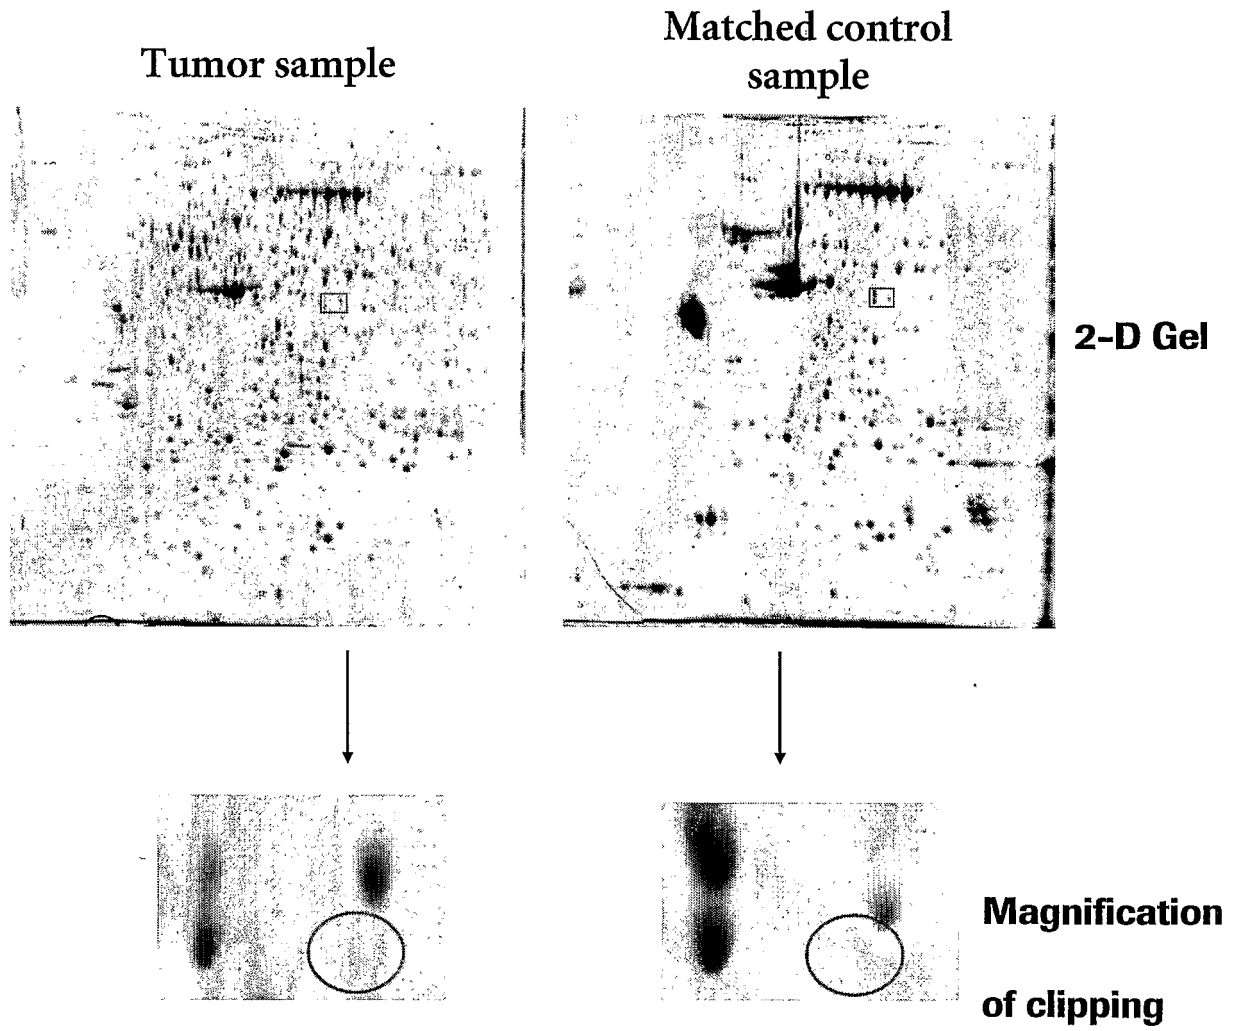 Tumor sample
Matched control
sample
2-D Gel
Magnification
of clipping